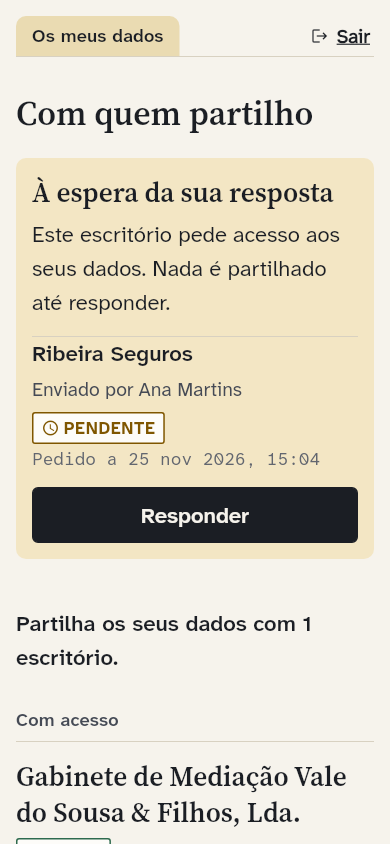 Os meus dados
Sair
Com quem partilho
À espera da sua resposta
Este escritório pede acesso aos
seus dados. Nada é partilhado
até responder.
Ribeira Seguros
Enviado por Ana Martins
PENDENTE
Pedido a 25 nov 2026, 15:04
Responder
Partilha os seus dados com 1
escritório.
Com acesso
Gabinete de Mediação Vale
do Sousa & Filhos, Lda.